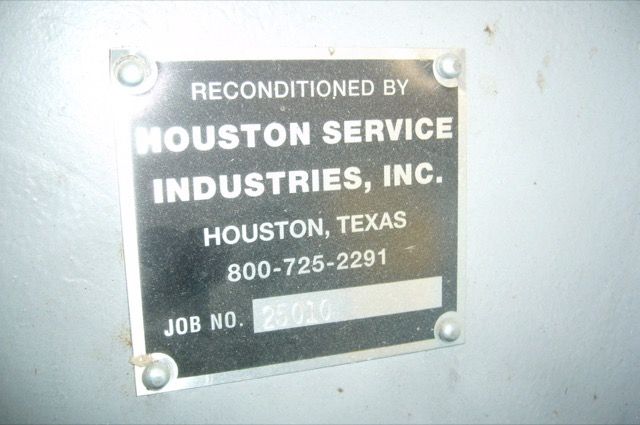 RECONDITIONED BY
HOUSTON SERVICE
INDUSTRIES, INC.
HOUSTON, TEXAS
800-725-2291
JOB NO. 25010